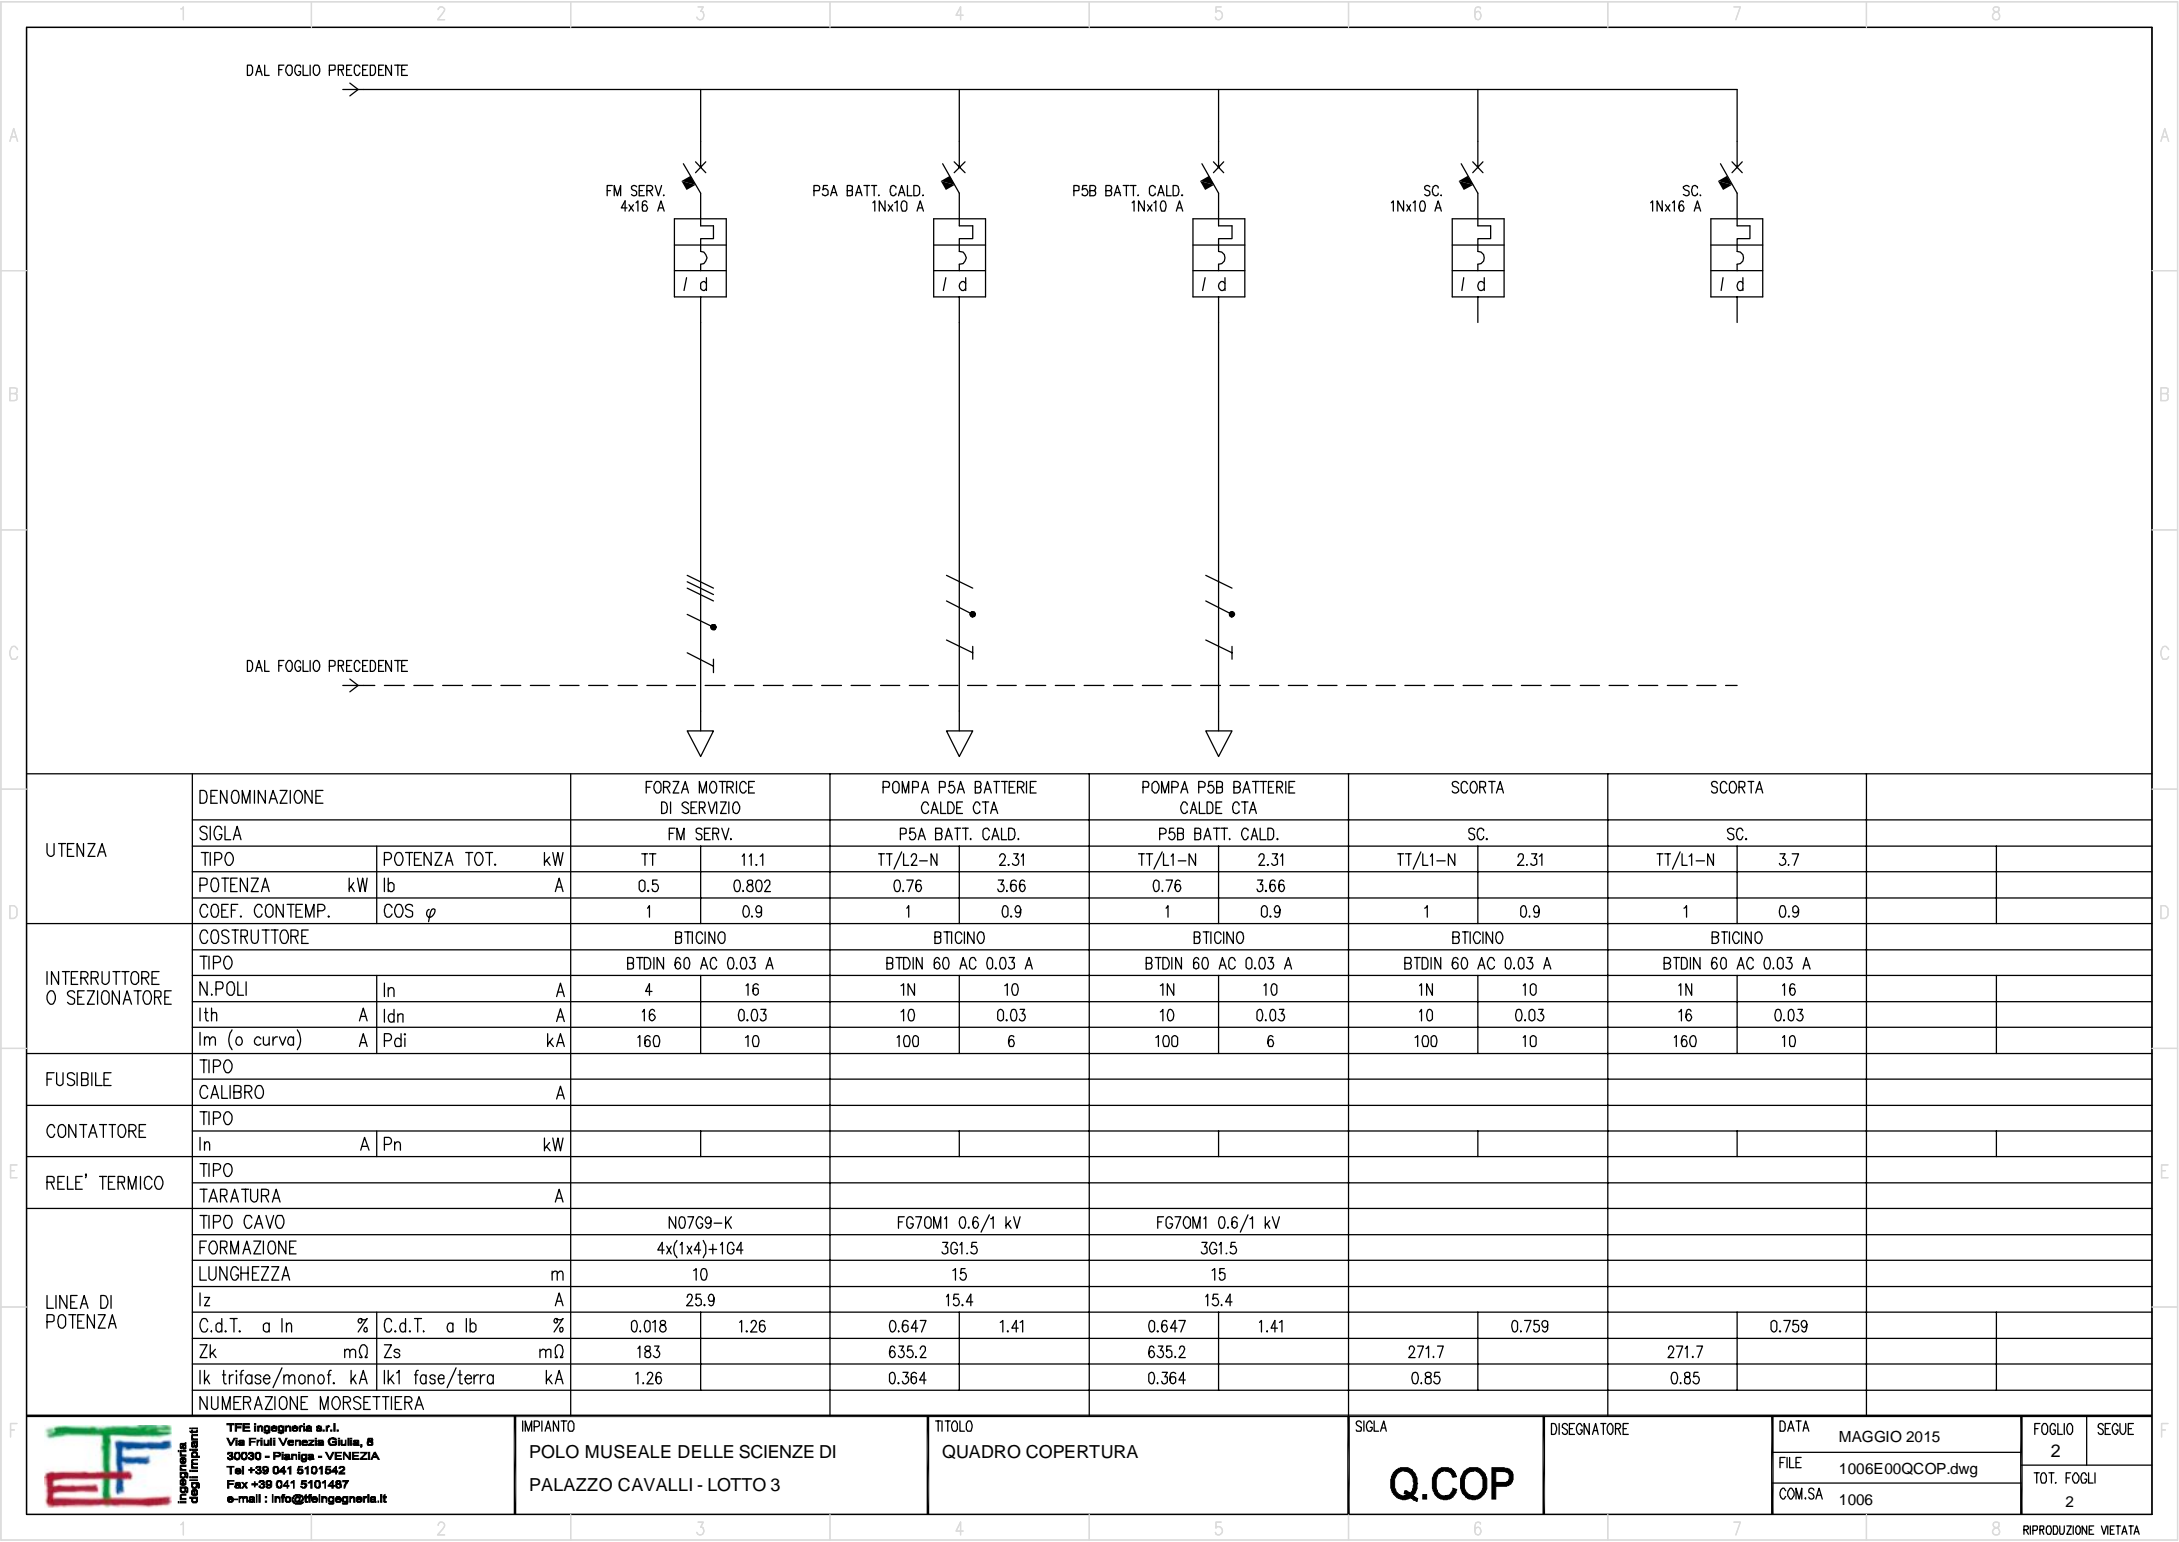 1 2 3 4 5 6 7 8
DAL FOGLIO PRECEDENTE
A A
FM SERV. P5A BATT. CALD. P5B BATT. CALD. SC. SC.
4x16 A 1Nx10 A 1Nx10 A 1Nx10 A 1Nx16 A
I d I d I d I d I d
B B
C C
DAL FOGLIO PRECEDENTE
UTENZA
DENOMINAZIONE FORZA MOTRICE POMPA P5A BATTERIE POMPA P5B BATTERIE SCORTA SCORTA
DI SERVIZIO CALDE CTA CALDE CTA
SIGLA FM SERV. P5A BATT. CALD. P5B BATT. CALD. SC. SC.
TIPO POTENZA TOT. kW TT 11.1 TT/L2-N 2.31 TT/L1-N 2.31 TT/L1-N 2.31 TT/L1-N 3.7
POTENZA kW Ib A 0.5 0.802 0.76 3.66 0.76 3.66
D COEF. CONTEMP. COS φ 1 0.9 1 0.9 1 0.9 1 0.9 1 0.9 D
INTERRUTTORE
O SEZIONATORE
COSTRUTTORE BTICINO BTICINO BTICINO BTICINO BTICINO
TIPO BTDIN 60 AC 0.03 A BTDIN 60 AC 0.03 A BTDIN 60 AC 0.03 A BTDIN 60 AC 0.03 A BTDIN 60 AC 0.03 A
N.POLI In A 4 16 1N 10 1N 10 1N 10 1N 16
Ith A Idn A 16 0.03 10 0.03 10 0.03 10 0.03 16 0.03
Im (o curva) A Pdi kA 160 10 100 6 100 6 100 10 160 10
FUSIBILE
TIPO
CALIBRO A
CONTATTORE
TIPO
In A Pn kW
E E
RELE' TERMICO
TIPO
TARATURA A
LINEA DI
POTENZA
TIPO CAVO N07G9-K FG7OM1 0.6/1 kV FG7OM1 0.6/1 kV
FORMAZIONE 4x(1x4)+1G4 3G1.5 3G1.5
LUNGHEZZA m 10 15 15
Iz A 25.9 15.4 15.4
C.d.T. a In % C.d.T. a Ib % 0.018 1.26 0.647 1.41 0.647 1.41 0.759 0.759
Zk mΩ Zs mΩ 183 635.2 635.2 271.7 271.7
Ik trifase/monof. kA Ik1 fase/terra kA 1.26 0.364 0.364 0.85 0.85
NUMERAZIONE MORSETTIERA
F F
TFE
ingegneria
degli impianti
TFE ingegneria s.r.l.
Via Friuli Venezia Giulia, 8
30030 - Pianiga - VENEZIA
Tel +39 041 5101542
Fax +39 041 5101487
e-mail : info@tfeingegneria.it
IMPIANTO
POLO MUSEALE DELLE SCIENZE DI
PALAZZO CAVALLI - LOTTO 3
TITOLO
QUADRO COPERTURA
SIGLA
Q.COP
DISEGNATORE
DATA MAGGIO 2015
FILE 1006E00QCOP.dwg
COM.SA 1006
FOGLIO SEGUE
2
TOT. FOGLI
2
1 2 3 4 5 6 7 8
RIPRODUZIONE VIETATA